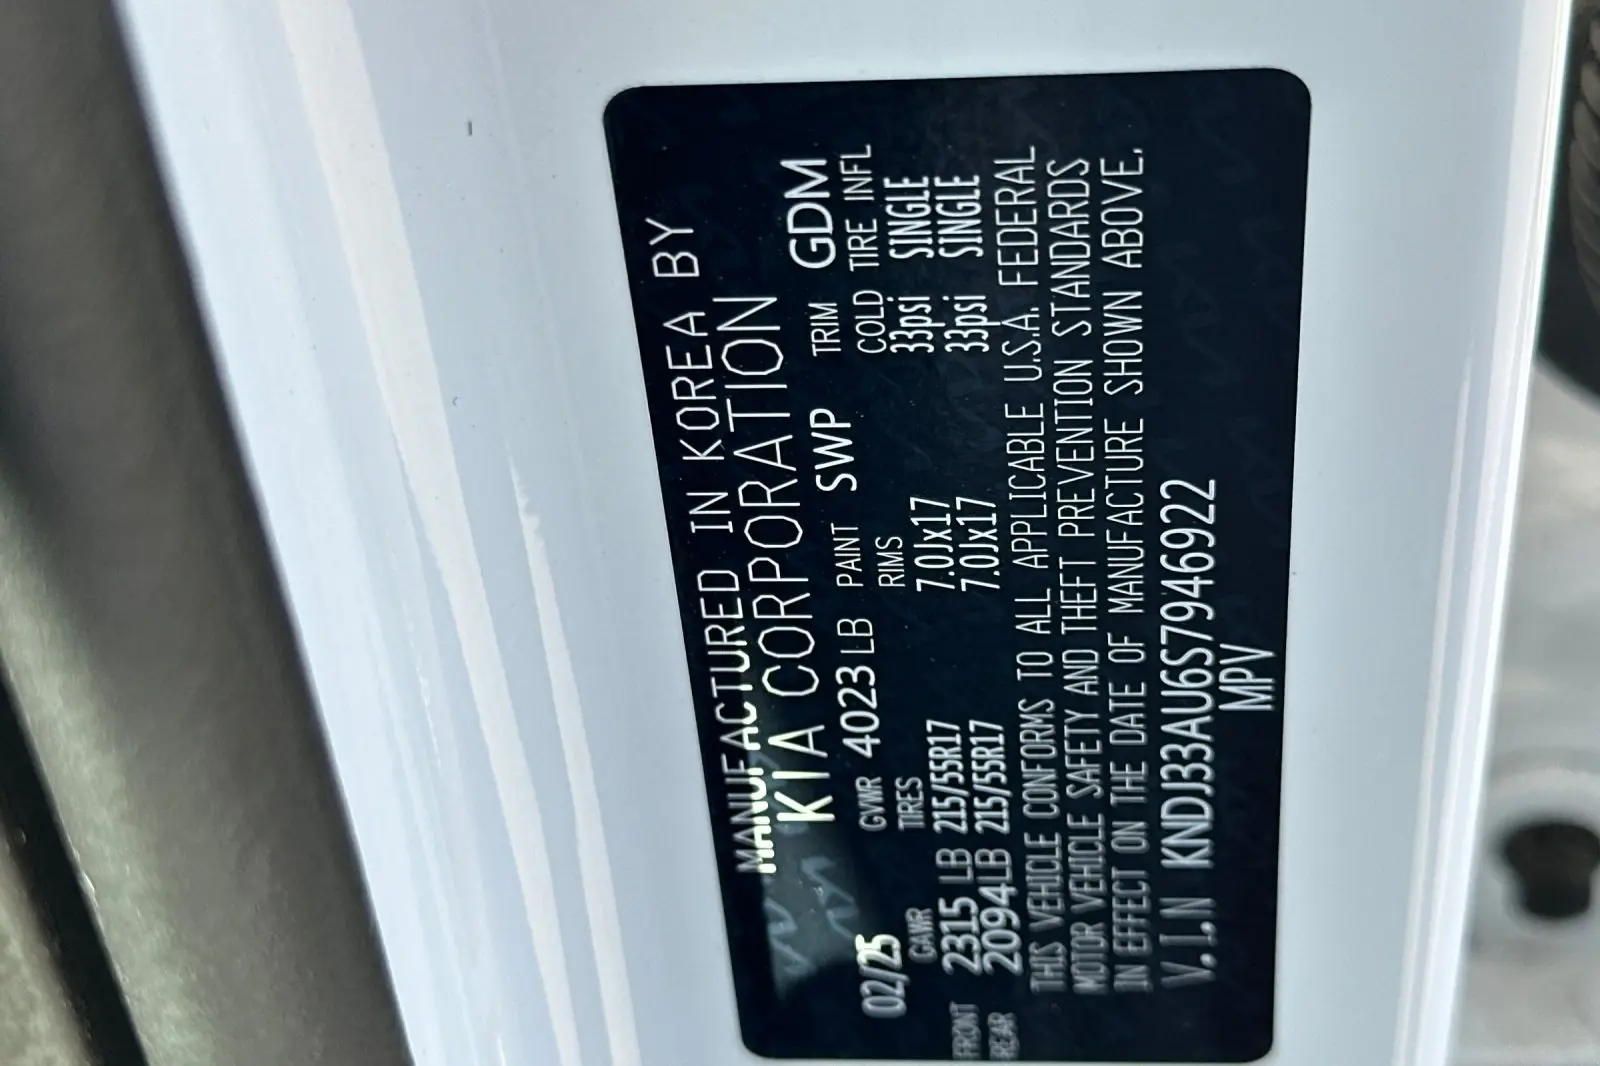 MANUFACTURED IN KOREA BY
KIA CORPORATION
02/25 GVWR 4023 LB PAINT SWP TRIM GDM
GAWR TIRES RIMS COLD TIRE INFL
FRONT 2315 LB 215/55R17 7.0Jx17 33psi SINGLE
REAR 2094LB 215/55R17 7.0Jx17 33psi SINGLE
THIS VEHICLE CONFORMS TO ALL APPLICABLE U.S.A. FEDERAL
MOTOR VEHICLE SAFETY AND THEFT PREVENTION STANDARDS
IN EFFECT ON THE DATE OF MANUFACTURE SHOWN ABOVE.
V.I.N KNDJ33AU6S7946922
MPV